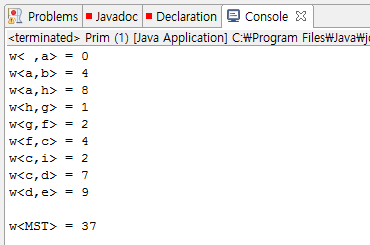 Problems Javadoc Declaration Console
<terminated> Prim (1) [Java Application] C:₩Program Files₩Java₩j
w< ,a> = 0
w<a,b> = 4
w<a,h> = 8
w<h,g> = 1
w<g,f> = 2
w<f,c> = 4
w<c,i> = 2
w<c,d> = 7
w<d,e> = 9
w<MST> = 37